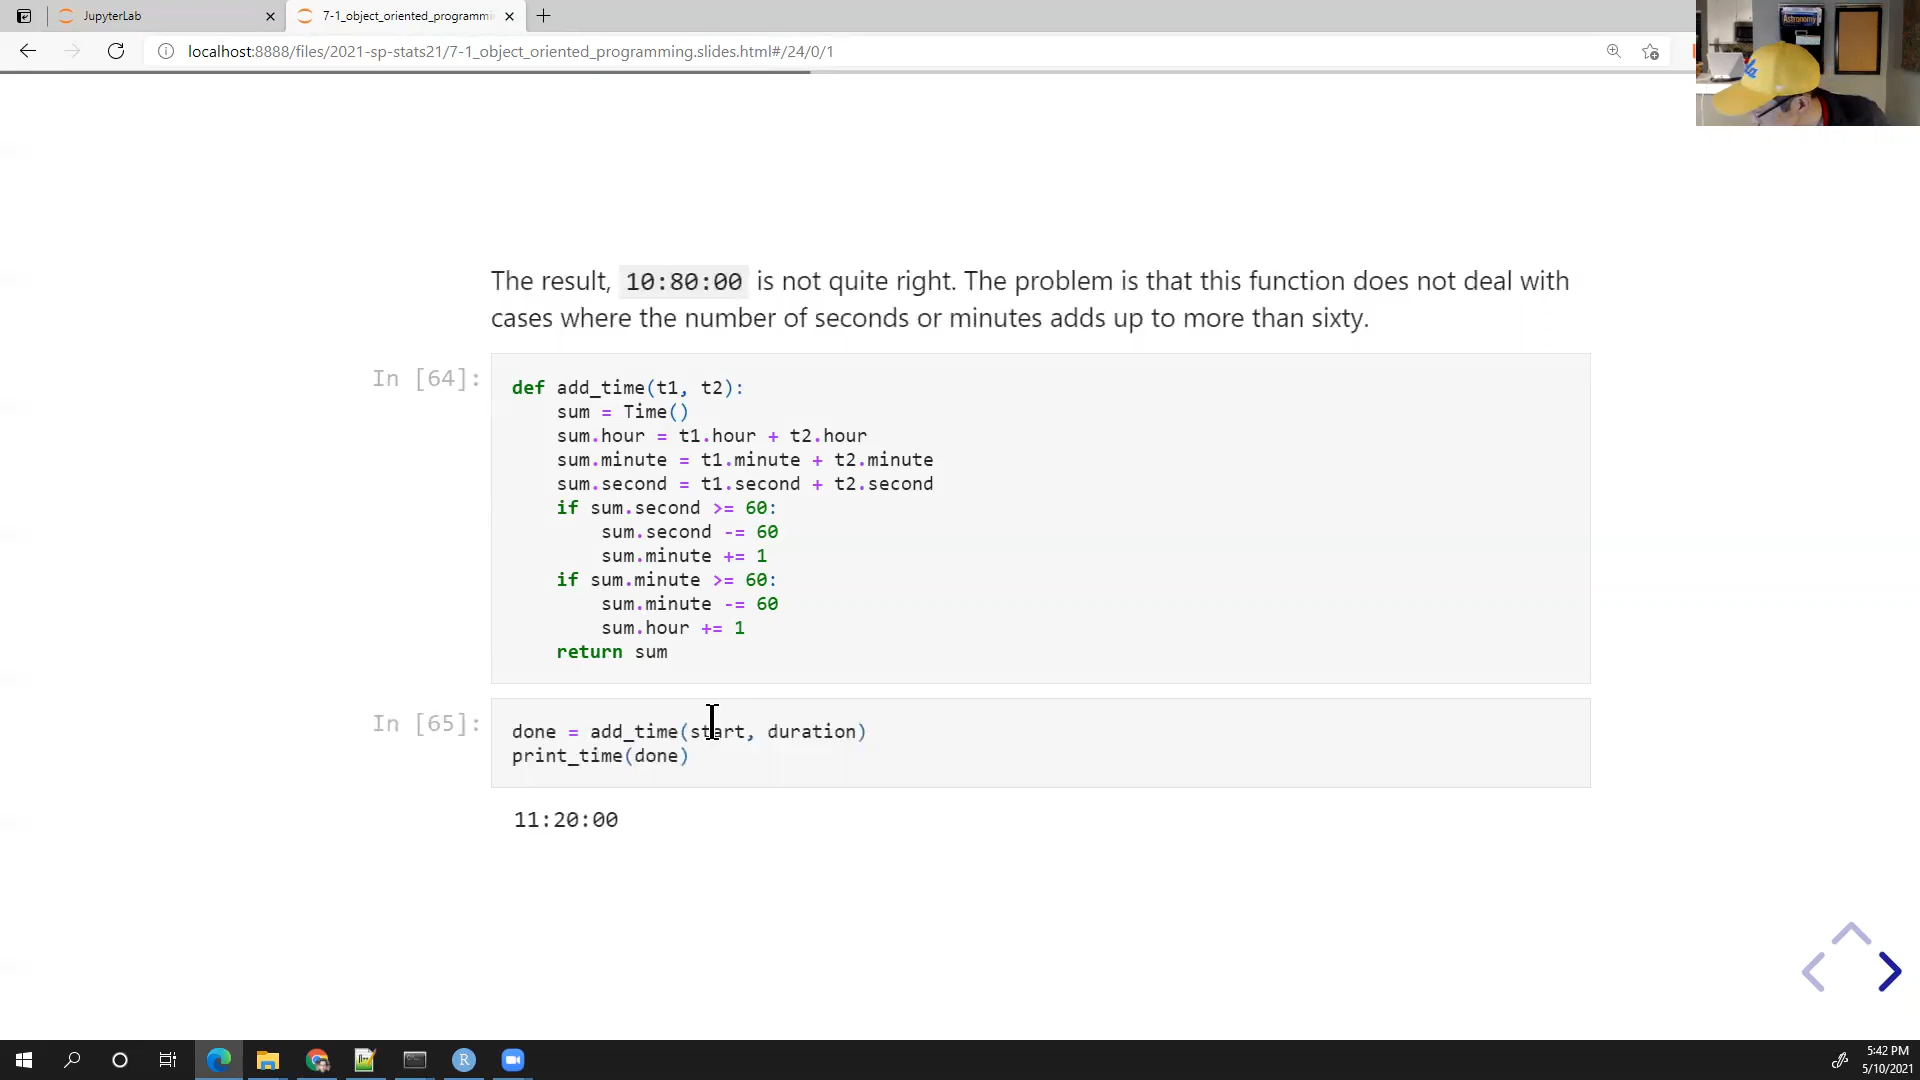 JupyterLab
7-1_object_oriented_programmi
localhost:8888/files/2021-sp-stats21/7-1_object_oriented_programming.slides.html#/24/0/1
Astronomy
The result, 10:80:00 is not quite right. The problem is that this function does not deal with
cases where the number of seconds or minutes adds up to more than sixty.
In [64]:
def add_time(t1, t2):
    sum = Time()
    sum.hour = t1.hour + t2.hour
    sum.minute = t1.minute + t2.minute
    sum.second = t1.second + t2.second
    if sum.second >= 60:
        sum.second -= 60
        sum.minute += 1
    if sum.minute >= 60:
        sum.minute -= 60
        sum.hour += 1
    return sum
In [65]:
done = add_time(start, duration)
print_time(done)
11:20:00
R
5:42 PM
5/10/2021